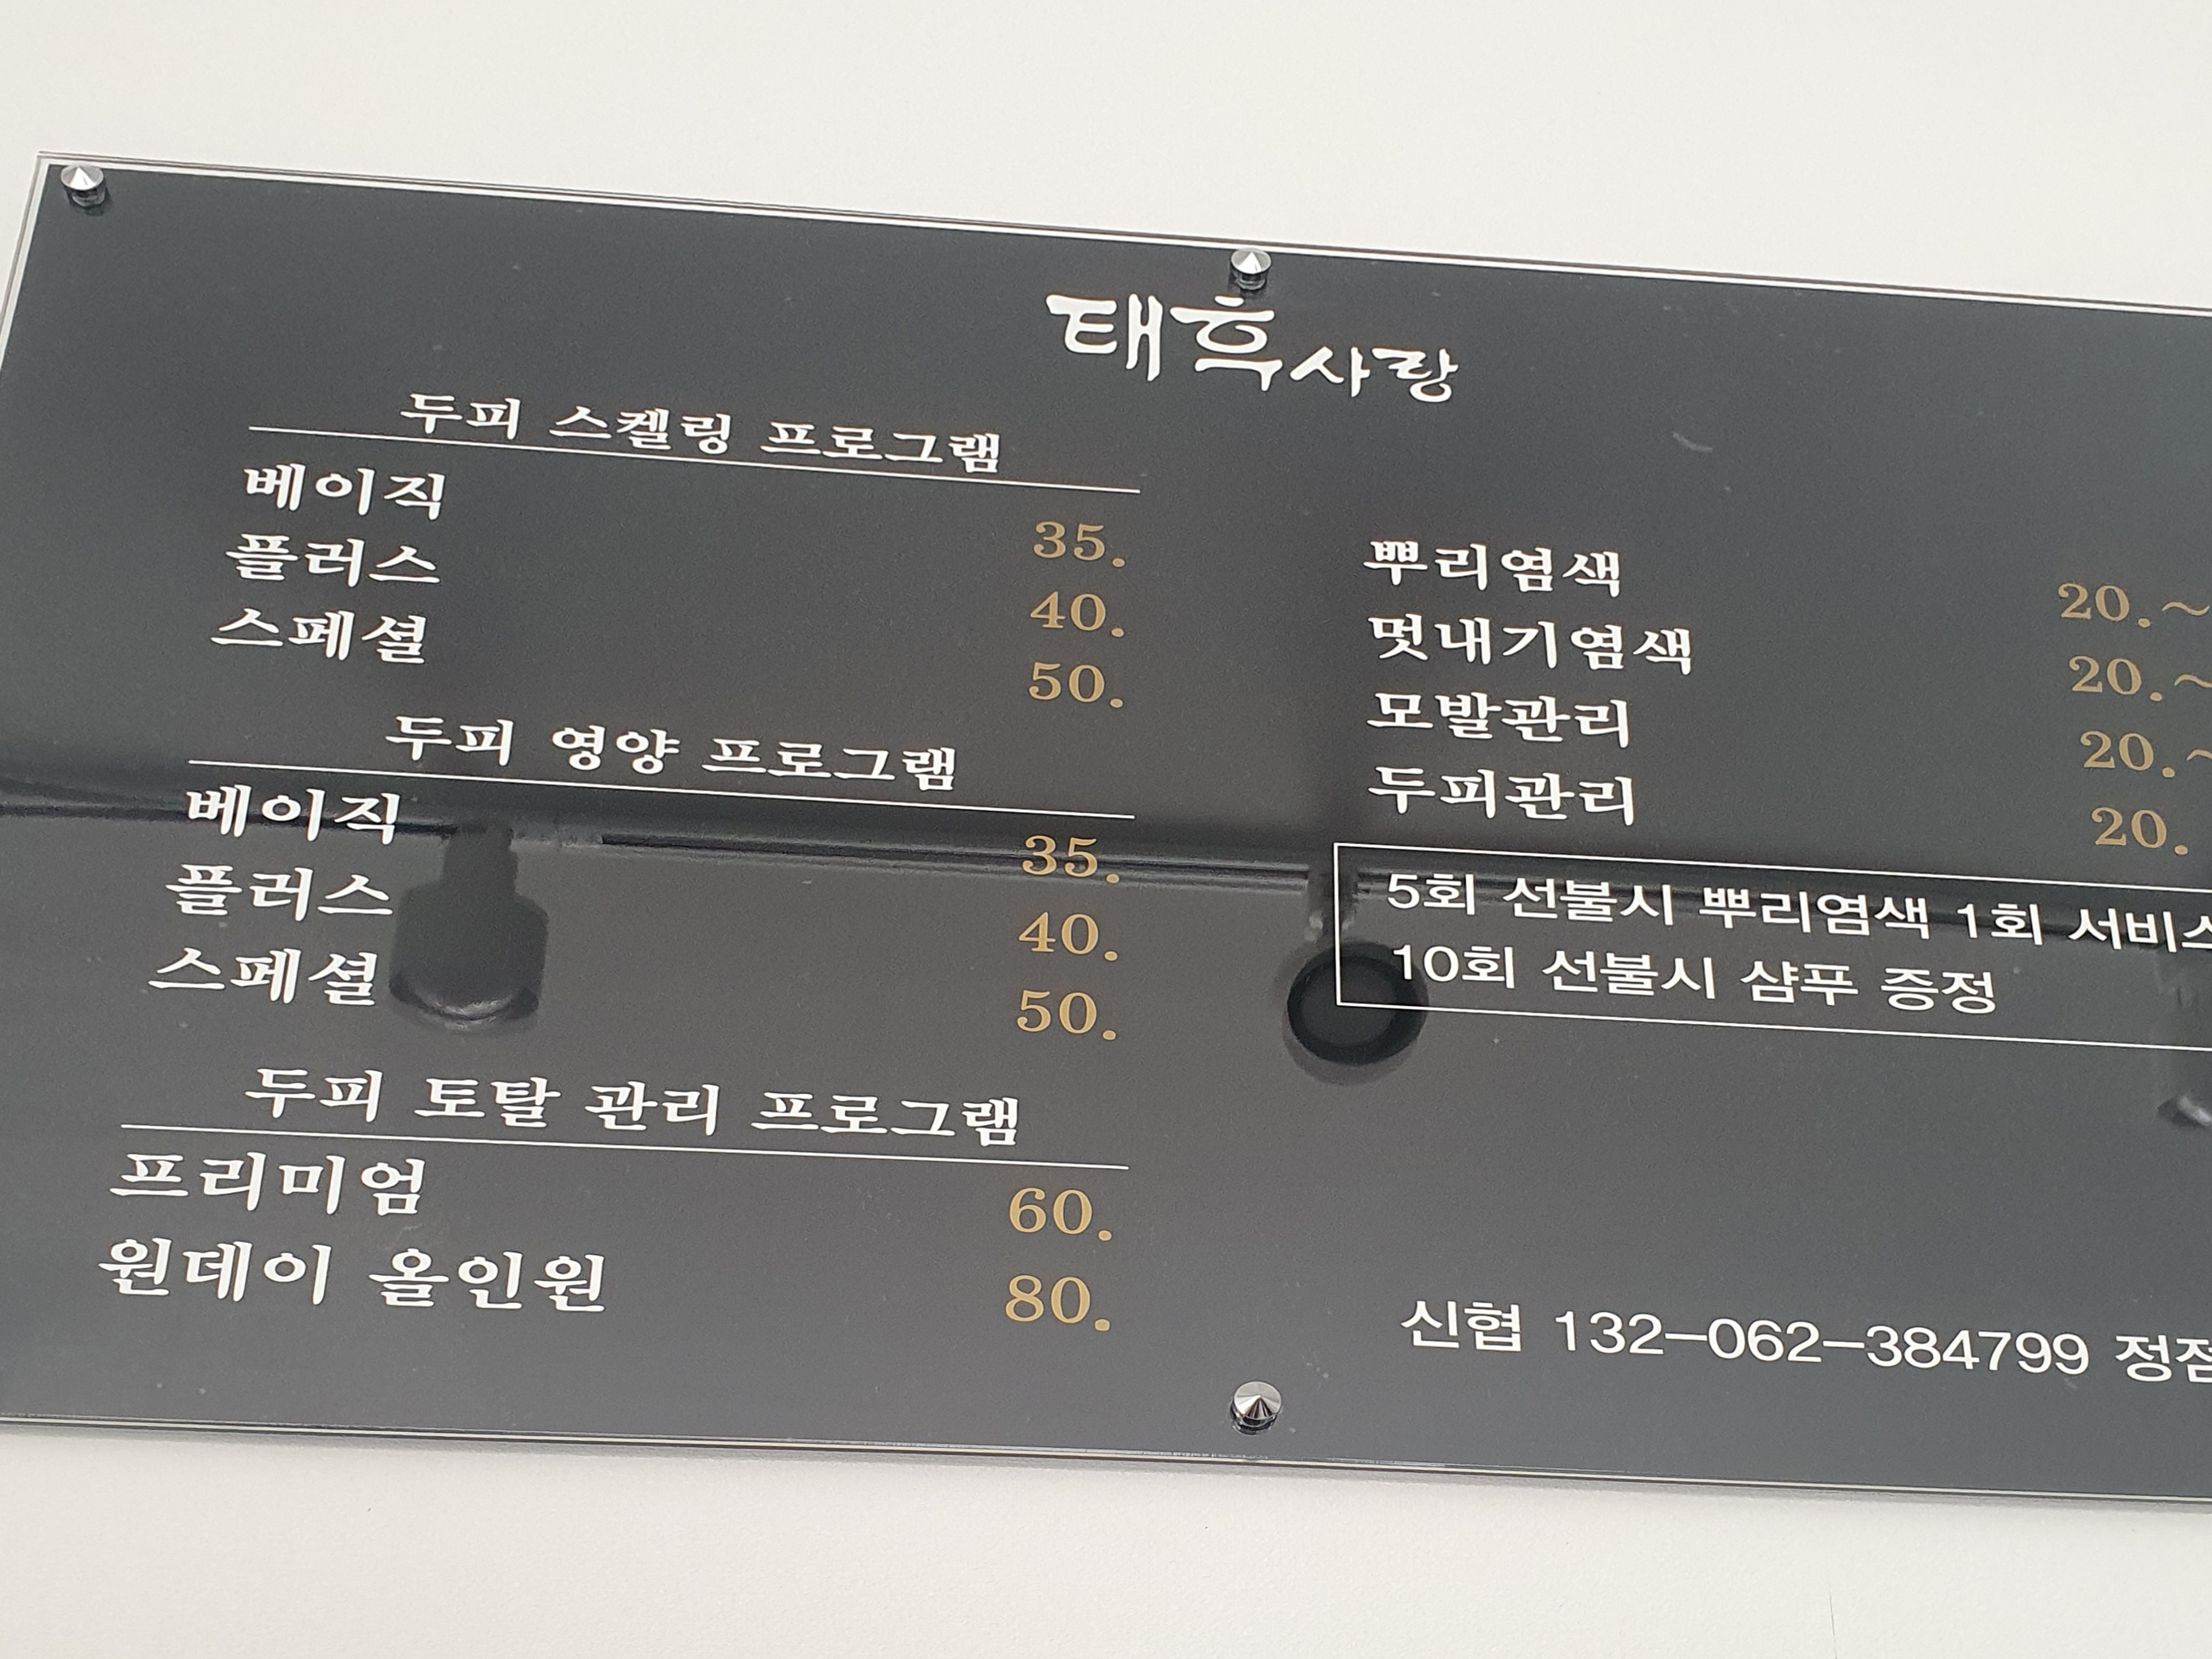 태흑사랑
두피 스켈링 프로그램
베이직 35.
플러스 40.
스페셜 50.
두피 영양 프로그램
베이직 35.
플러스 40.
스페셜 50.
두피 토탈 관리 프로그램
프리미엄 60.
원데이 올인원 80.
뿌리염색 20.~
멋내기염색 20.~
모발관리 20.~
두피관리 20.
5회 선불시 뿌리염색 1회 서비스
10회 선불시 샴푸 증정
신협 132-062-384799